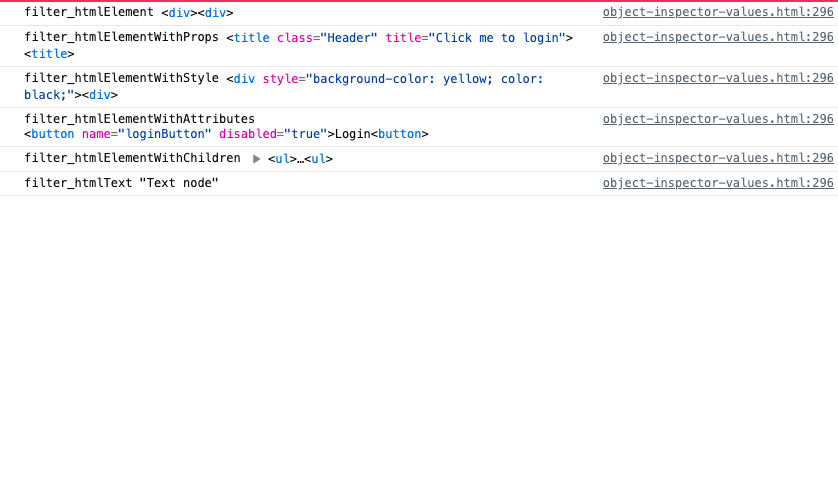 filter_htmlElement <div><div> object-inspector-values.html:296
filter_htmlElementWithProps <title class="Header" title="Click me to login"> object-inspector-values.html:296
<title>
filter_htmlElementWithStyle <div style="background-color: yellow; color: object-inspector-values.html:296
black;"><div>
filter_htmlElementWithAttributes object-inspector-values.html:296
<button name="loginButton" disabled="true">Login<button>
filter_htmlElementWithChildren ▶ <ul>…<ul> object-inspector-values.html:296
filter_htmlText "Text node" object-inspector-values.html:296